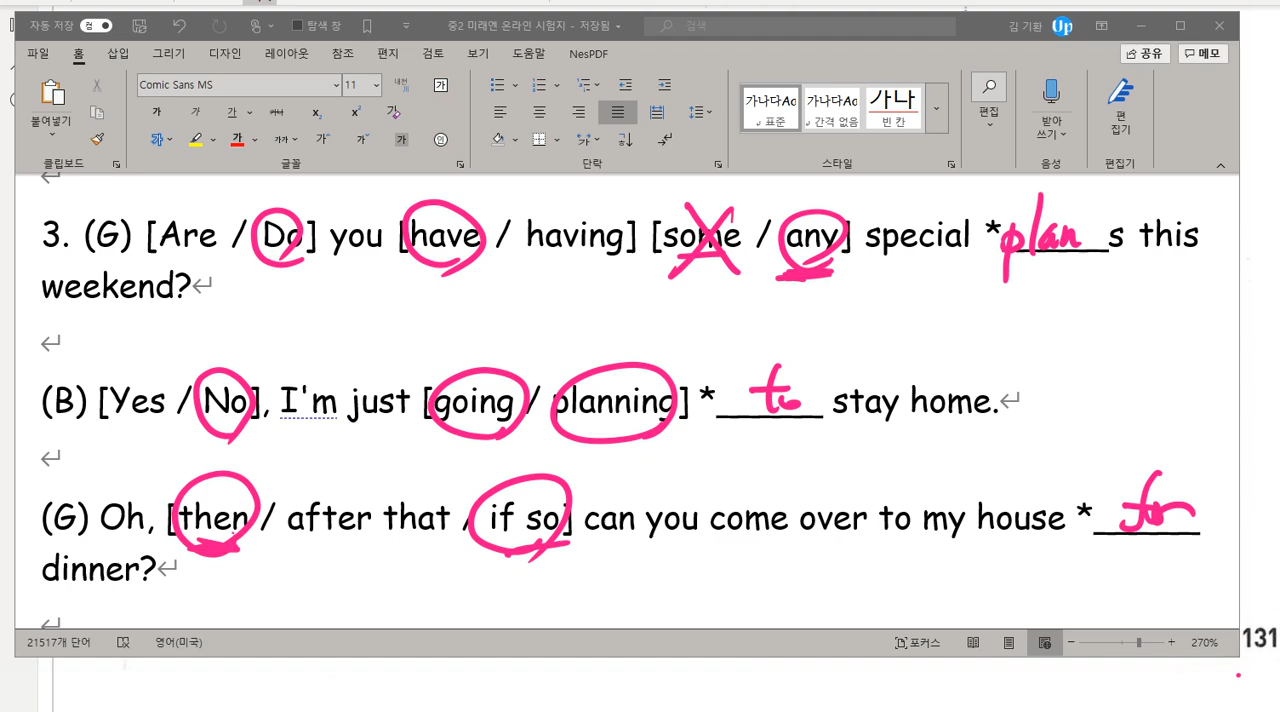 자동 저장 컴 탐색 창 중2 미래엔 온라인 시험지 - 저장됨 검색 김 기환 Up
파일 홈 삽입 그리기 디자인 레이아웃 참조 편지 검토 보기 도움말 NesPDF 공유 메모
붙여넣기 Comic Sans MS 11 가나다Aa 표준 가나다Aa 간격 없음 가나 빈 칸 편집 받아쓰기 편집기
클립보드 글꼴 단락 스타일 음성 편집기
3. (G) [Are / Do] you [have / having] [some / any] special *plans this
weekend?
(B) [Yes / No], I'm just [going / planning] *to stay home.
(G) Oh, [then / after that / if so] can you come over to my house *for
dinner?
21517개 단어 영어(미국) 포커스 270%
131